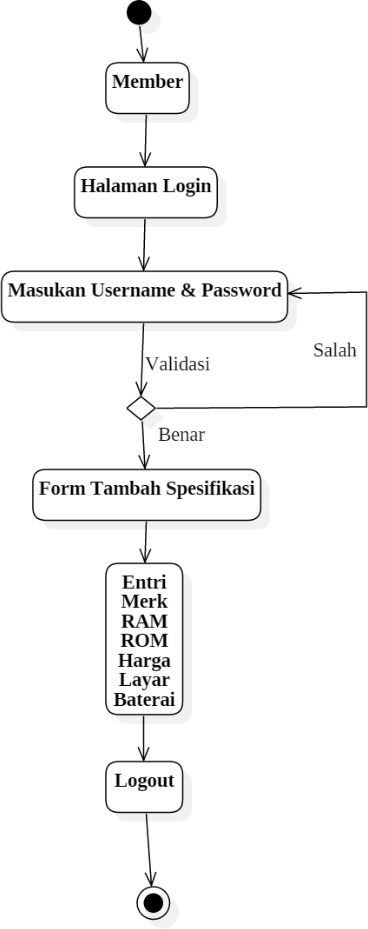 Member
Halaman Login
Masukan Username & Password
Salah
Validasi
Benar
Form Tambah Spesifikasi
Entri
Merk
RAM
ROM
Harga
Layar
Baterai
Logout